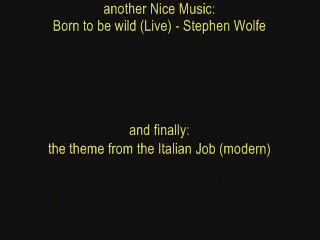 another Nice Music:
Born to be wild (Live) - Stephen Wolfe
and finally:
the theme from the Italian Job (modern)